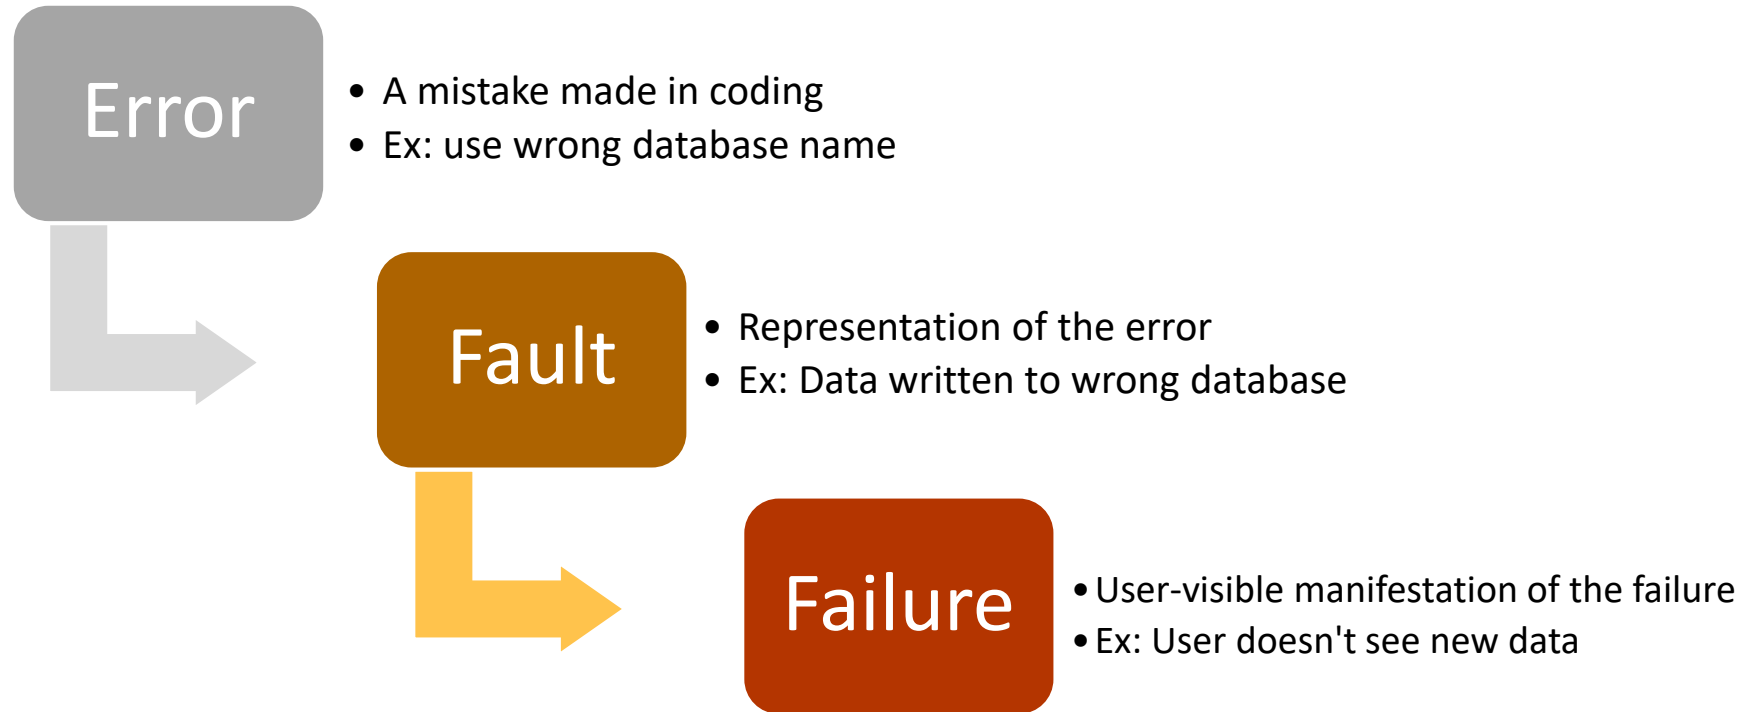 Error
• A mistake made in coding
• Ex: use wrong database name
Fault
• Representation of the error
• Ex: Data written to wrong database
Failure
• User-visible manifestation of the failure
• Ex: User doesn't see new data